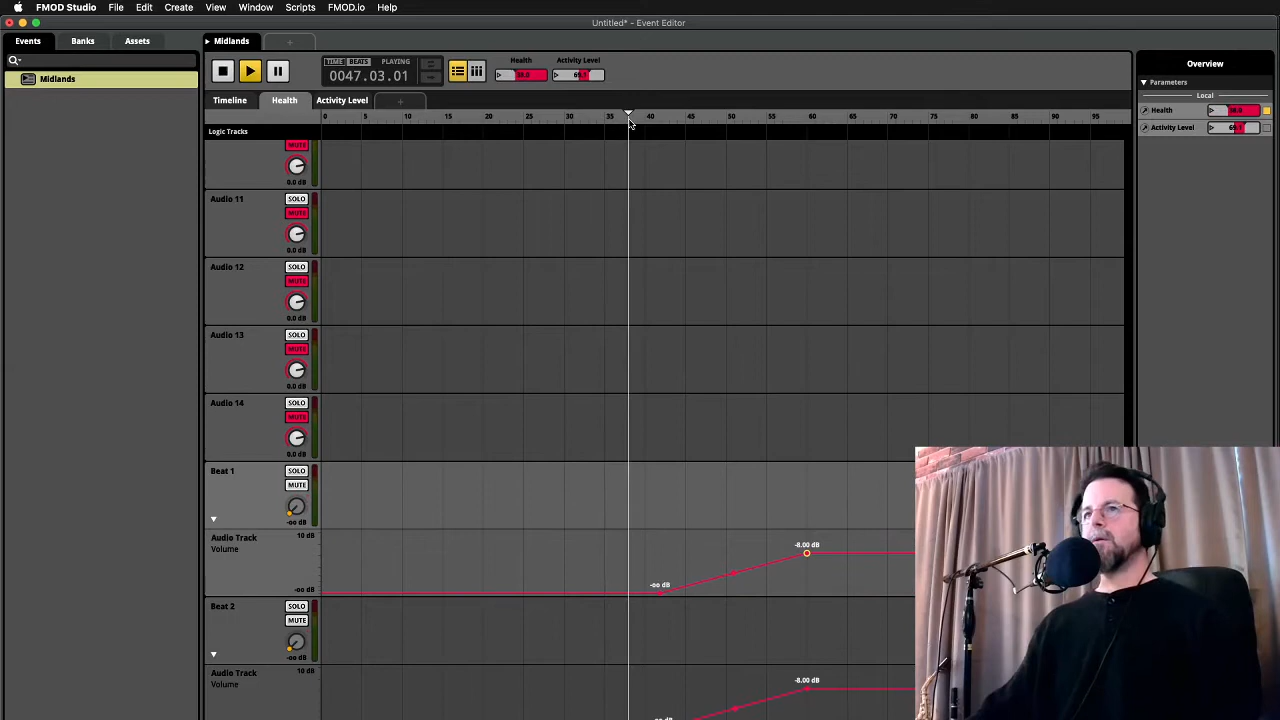 FMOD Studio File Edit Create View Window Scripts FMOD.io Help
Untitled* - Event Editor
Events Banks Assets
Midlands
Midlands
TIME BEATS PLAYING
0047.03.01
Health
Activity Level
Timeline Health Activity Level
0 5 10 15 20 25 30 35 40 45 50 55 60 65 70 75 80 85 90 95
Logic Tracks
MUTE
0.0 dB
Audio 11
SOLO
MUTE
0.0 dB
Audio 12
SOLO
MUTE
0.0 dB
Audio 13
SOLO
MUTE
0.0 dB
Audio 14
SOLO
MUTE
0.0 dB
Beat 1
SOLO
MUTE
-oo dB
Audio Track
Volume
10 dB
-oo dB
-oo dB
-8.00 dB
Beat 2
SOLO
MUTE
-oo dB
Audio Track
Volume
10 dB
-8.00 dB
Overview
Parameters
Local
Health
Activity Level